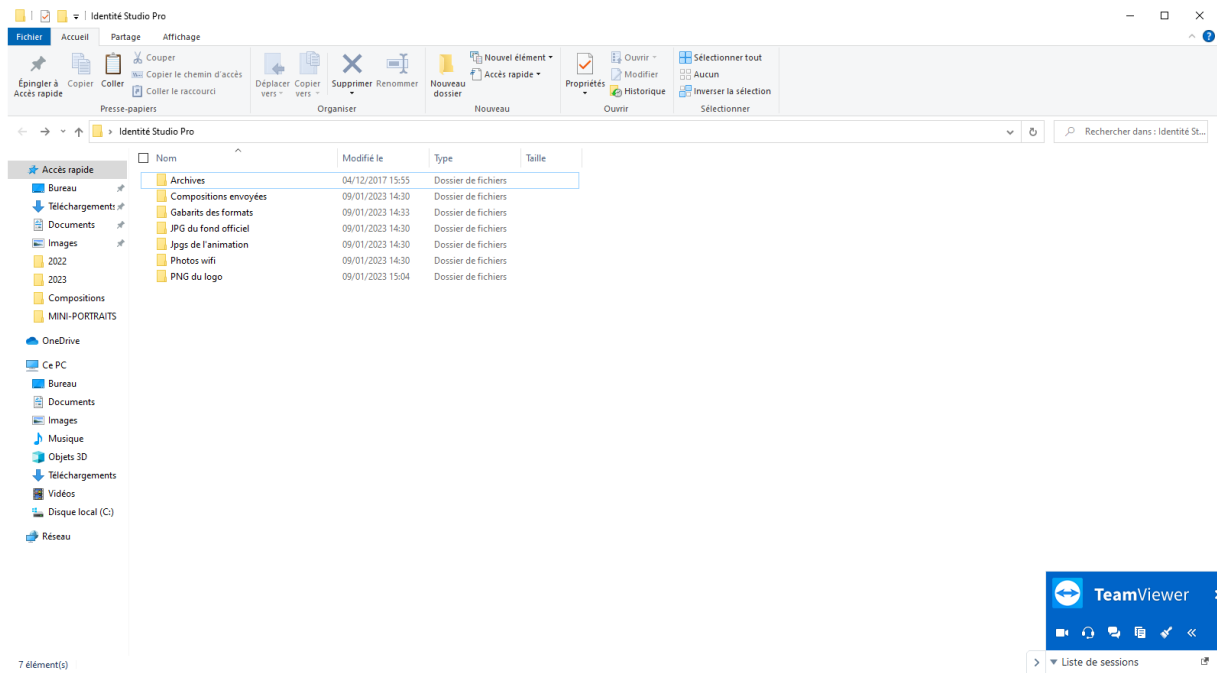 Identité Studio Pro
Fichier Accueil Partage Affichage
Épingler à Accès rapide
Copier
Coller
Couper
Copier le chemin d'accès
Coller le raccourci
Presse-papiers
Déplacer vers
Copier vers
Supprimer
Renommer
Organiser
Nouveau dossier
Nouvel élément
Accès rapide
Nouveau
Propriétés
Ouvrir
Modifier
Historique
Ouvrir
Sélectionner tout
Aucun
Inverser la sélection
Sélectionner
Identité Studio Pro
Rechercher dans : Identité St...
Accès rapide
Bureau
Téléchargements
Documents
Images
2022
2023
Compositions
MINI-PORTRAITS
OneDrive
Ce PC
Bureau
Documents
Images
Musique
Objets 3D
Téléchargements
Vidéos
Disque local (C:)
Réseau
Nom Modifié le Type Taille
Archives 04/12/2017 15:55 Dossier de fichiers
Compositions envoyées 09/01/2023 14:30 Dossier de fichiers
Gabarits des formats 09/01/2023 14:33 Dossier de fichiers
JPG du fond officiel 09/01/2023 14:30 Dossier de fichiers
Jpgs de l'animation 09/01/2023 14:30 Dossier de fichiers
Photos wifi 09/01/2023 14:30 Dossier de fichiers
PNG du logo 09/01/2023 15:04 Dossier de fichiers
TeamViewer
Liste de sessions
7 élément(s)